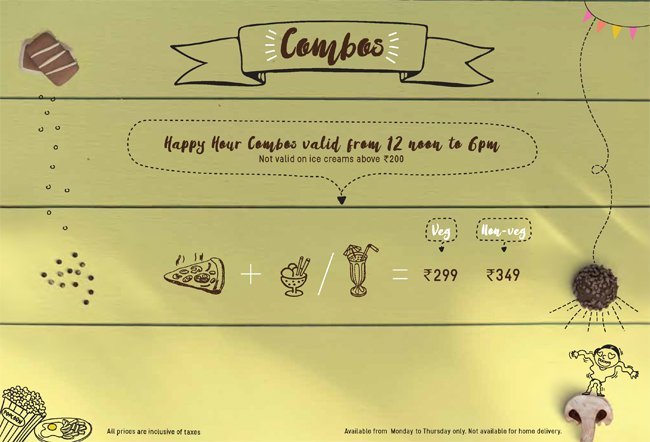 Combos
Happy Hour Combos valid from 12 noon to 6pm
Not valid on ice creams above ₹200
Veg Non-veg
+ / = ₹299 ₹349
All prices are inclusive of taxes
Available from Monday to Thursday only. Not available for home delivery.